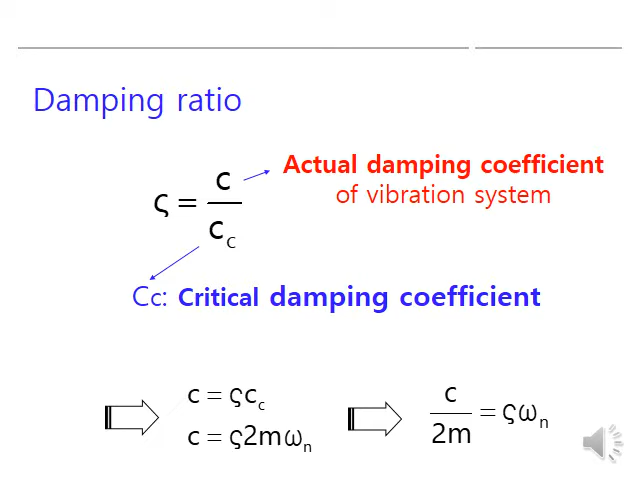 Damping ratio
ς = c / c_c
Actual damping coefficient
of vibration system
Cc: Critical damping coefficient
c = ςc_c
c = ς2mω_n
c / 2m = ςω_n